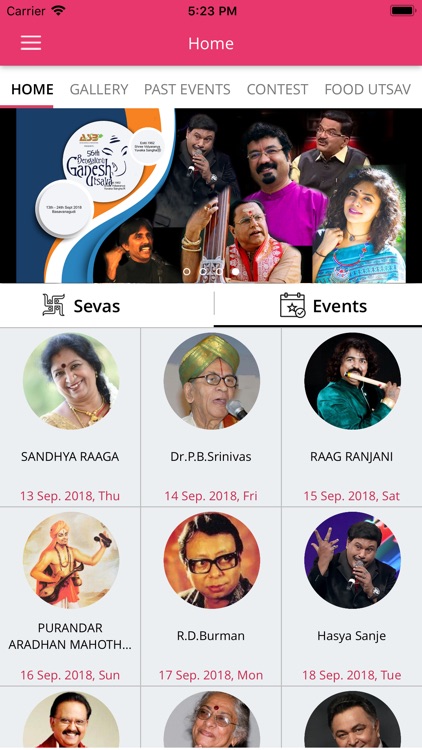 Carrier 5:23 PM
Home
HOME GALLERY PAST EVENTS CONTEST FOOD UTSAV
56th
Bengaluru
Ganesh
Utsava
13th - 24th Sept 2018
Basavanagudi
Sevas Events
SANDHYA RAAGA Dr.P.B.Srinivas RAAG RANJANI
13 Sep. 2018, Thu 14 Sep. 2018, Fri 15 Sep. 2018, Sat
PURANDAR
ARADHAN MAHOTH... R.D.Burman Hasya Sanje
16 Sep. 2018, Sun 17 Sep. 2018, Mon 18 Sep. 2018, Tue